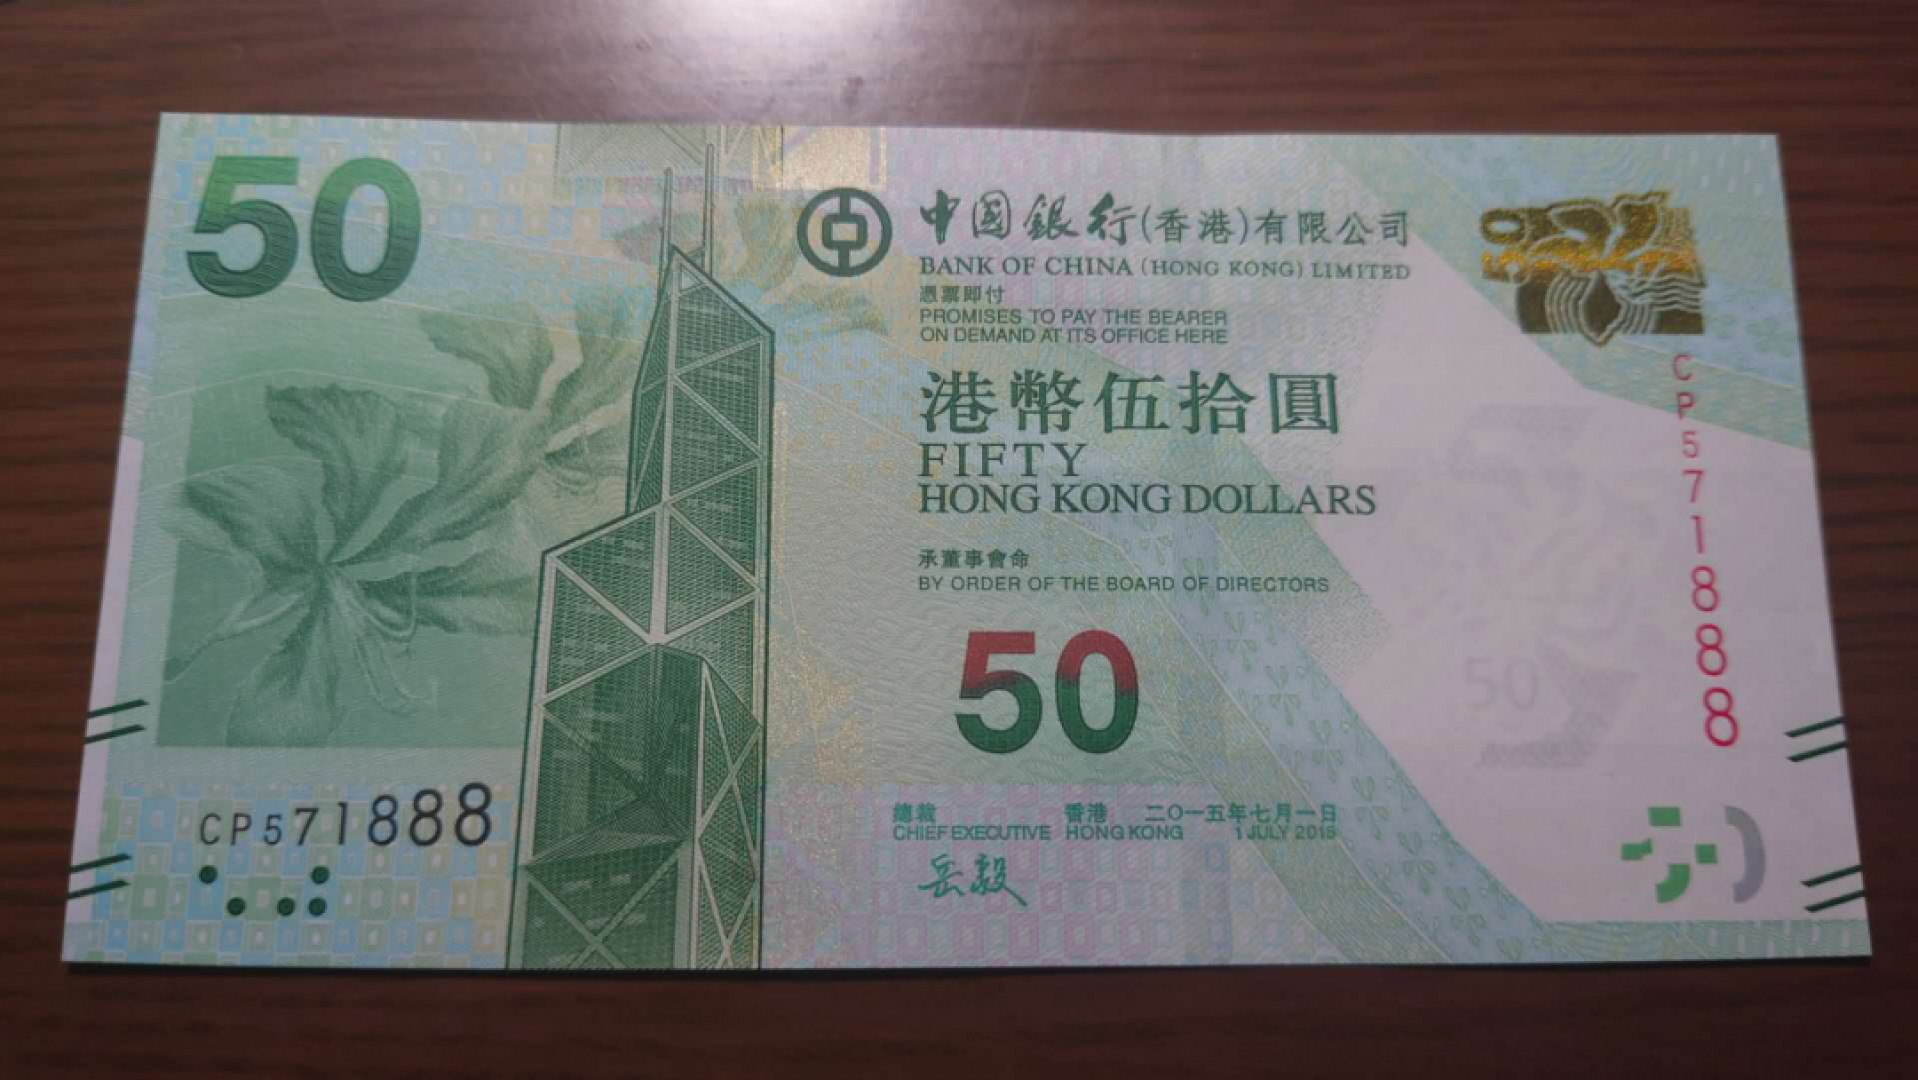 50
中國銀行(香港)有限公司
BANK OF CHINA (HONG KONG) LIMITED
憑票即付
PROMISES TO PAY THE BEARER
ON DEMAND AT ITS OFFICE HERE
港幣伍拾圓
FIFTY
HONG KONG DOLLARS
承董事會命
BY ORDER OF THE BOARD OF DIRECTORS
50
50
CP571888
CP571888
總裁 香港 二〇一五年七月一日
CHIEF EXECUTIVE HONG KONG 1 JULY 2015
岳毅